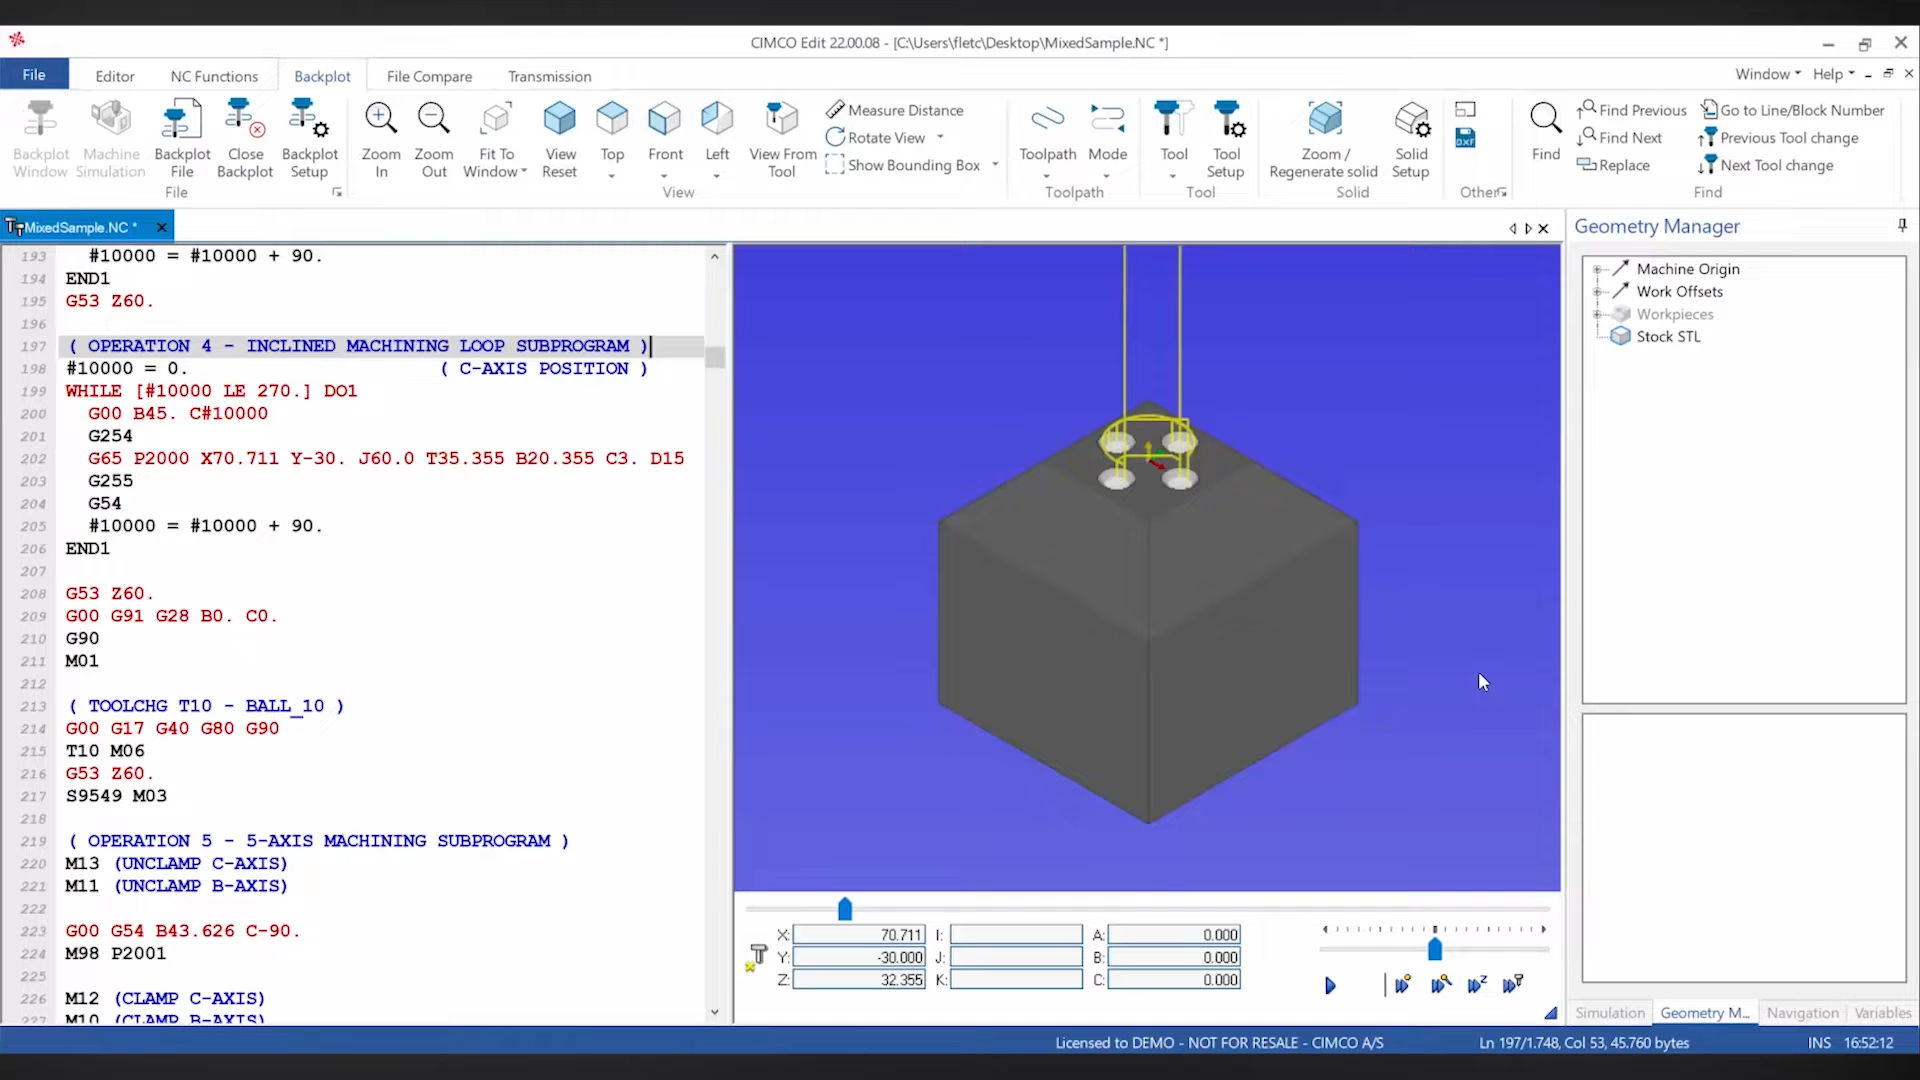 CIMCO Edit 22.00.08 - [C:\Users\fletc\Desktop\MixedSample.NC *]
File Editor NC Functions Backplot File Compare Transmission Window Help
Backplot Window
Machine Simulation
Backplot File
Close Backplot
Backplot Setup
File
Zoom In
Zoom Out
Fit To Window
View Reset
Top
Front
Left
View From Tool
Measure Distance
Rotate View
Show Bounding Box
View
Toolpath
Mode
Toolpath
Tool
Tool Setup
Tool
Zoom / Regenerate solid
Solid Setup
Solid
DXF
Other
Find
Find Previous
Find Next
Replace
Go to Line/Block Number
Previous Tool change
Next Tool change
Find
MixedSample.NC *
193 #10000 = #10000 + 90.
194 END1
195 G53 Z60.
196
197 ( OPERATION 4 - INCLINED MACHINING LOOP SUBPROGRAM )
198 #10000 = 0. ( C-AXIS POSITION )
199 WHILE [#10000 LE 270.] DO1
200 G00 B45. C#10000
201 G254
202 G65 P2000 X70.711 Y-30. J60.0 T35.355 B20.355 C3. D15
203 G255
204 G54
205 #10000 = #10000 + 90.
206 END1
207
208 G53 Z60.
209 G00 G91 G28 B0. C0.
210 G90
211 M01
212
213 ( TOOLCHG T10 - BALL_10 )
214 G00 G17 G40 G80 G90
215 T10 M06
216 G53 Z60.
217 S9549 M03
218
219 ( OPERATION 5 - 5-AXIS MACHINING SUBPROGRAM )
220 M13 (UNCLAMP C-AXIS)
221 M11 (UNCLAMP B-AXIS)
222
223 G00 G54 B43.626 C-90.
224 M98 P2001
225
226 M12 (CLAMP C-AXIS)
227 M10 (CLAMP B-AXIS)
X: 70.711 I: A: 0.000
Y: -30.000 J: B: 0.000
Z: 32.355 K: C: 0.000
Geometry Manager
Machine Origin
Work Offsets
Workpieces
Stock STL
Simulation Geometry M... Navigation Variables
Licensed to DEMO - NOT FOR RESALE - CIMCO A/S Ln 197/1.748, Col 53, 45.760 bytes INS 16:52:12